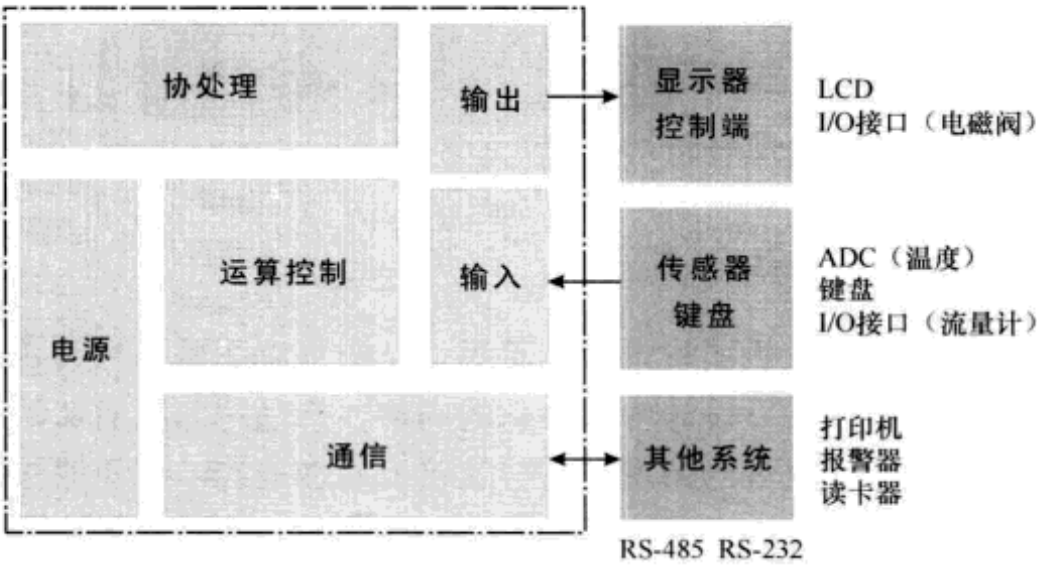 协处理
输出
显示器
控制端
LCD
I/O接口（电磁阀）
电源
运算控制
输入
传感器
键盘
ADC（温度）
键盘
I/O接口（流量计）
通信
其他系统
打印机
报警器
读卡器
RS-485 RS-232